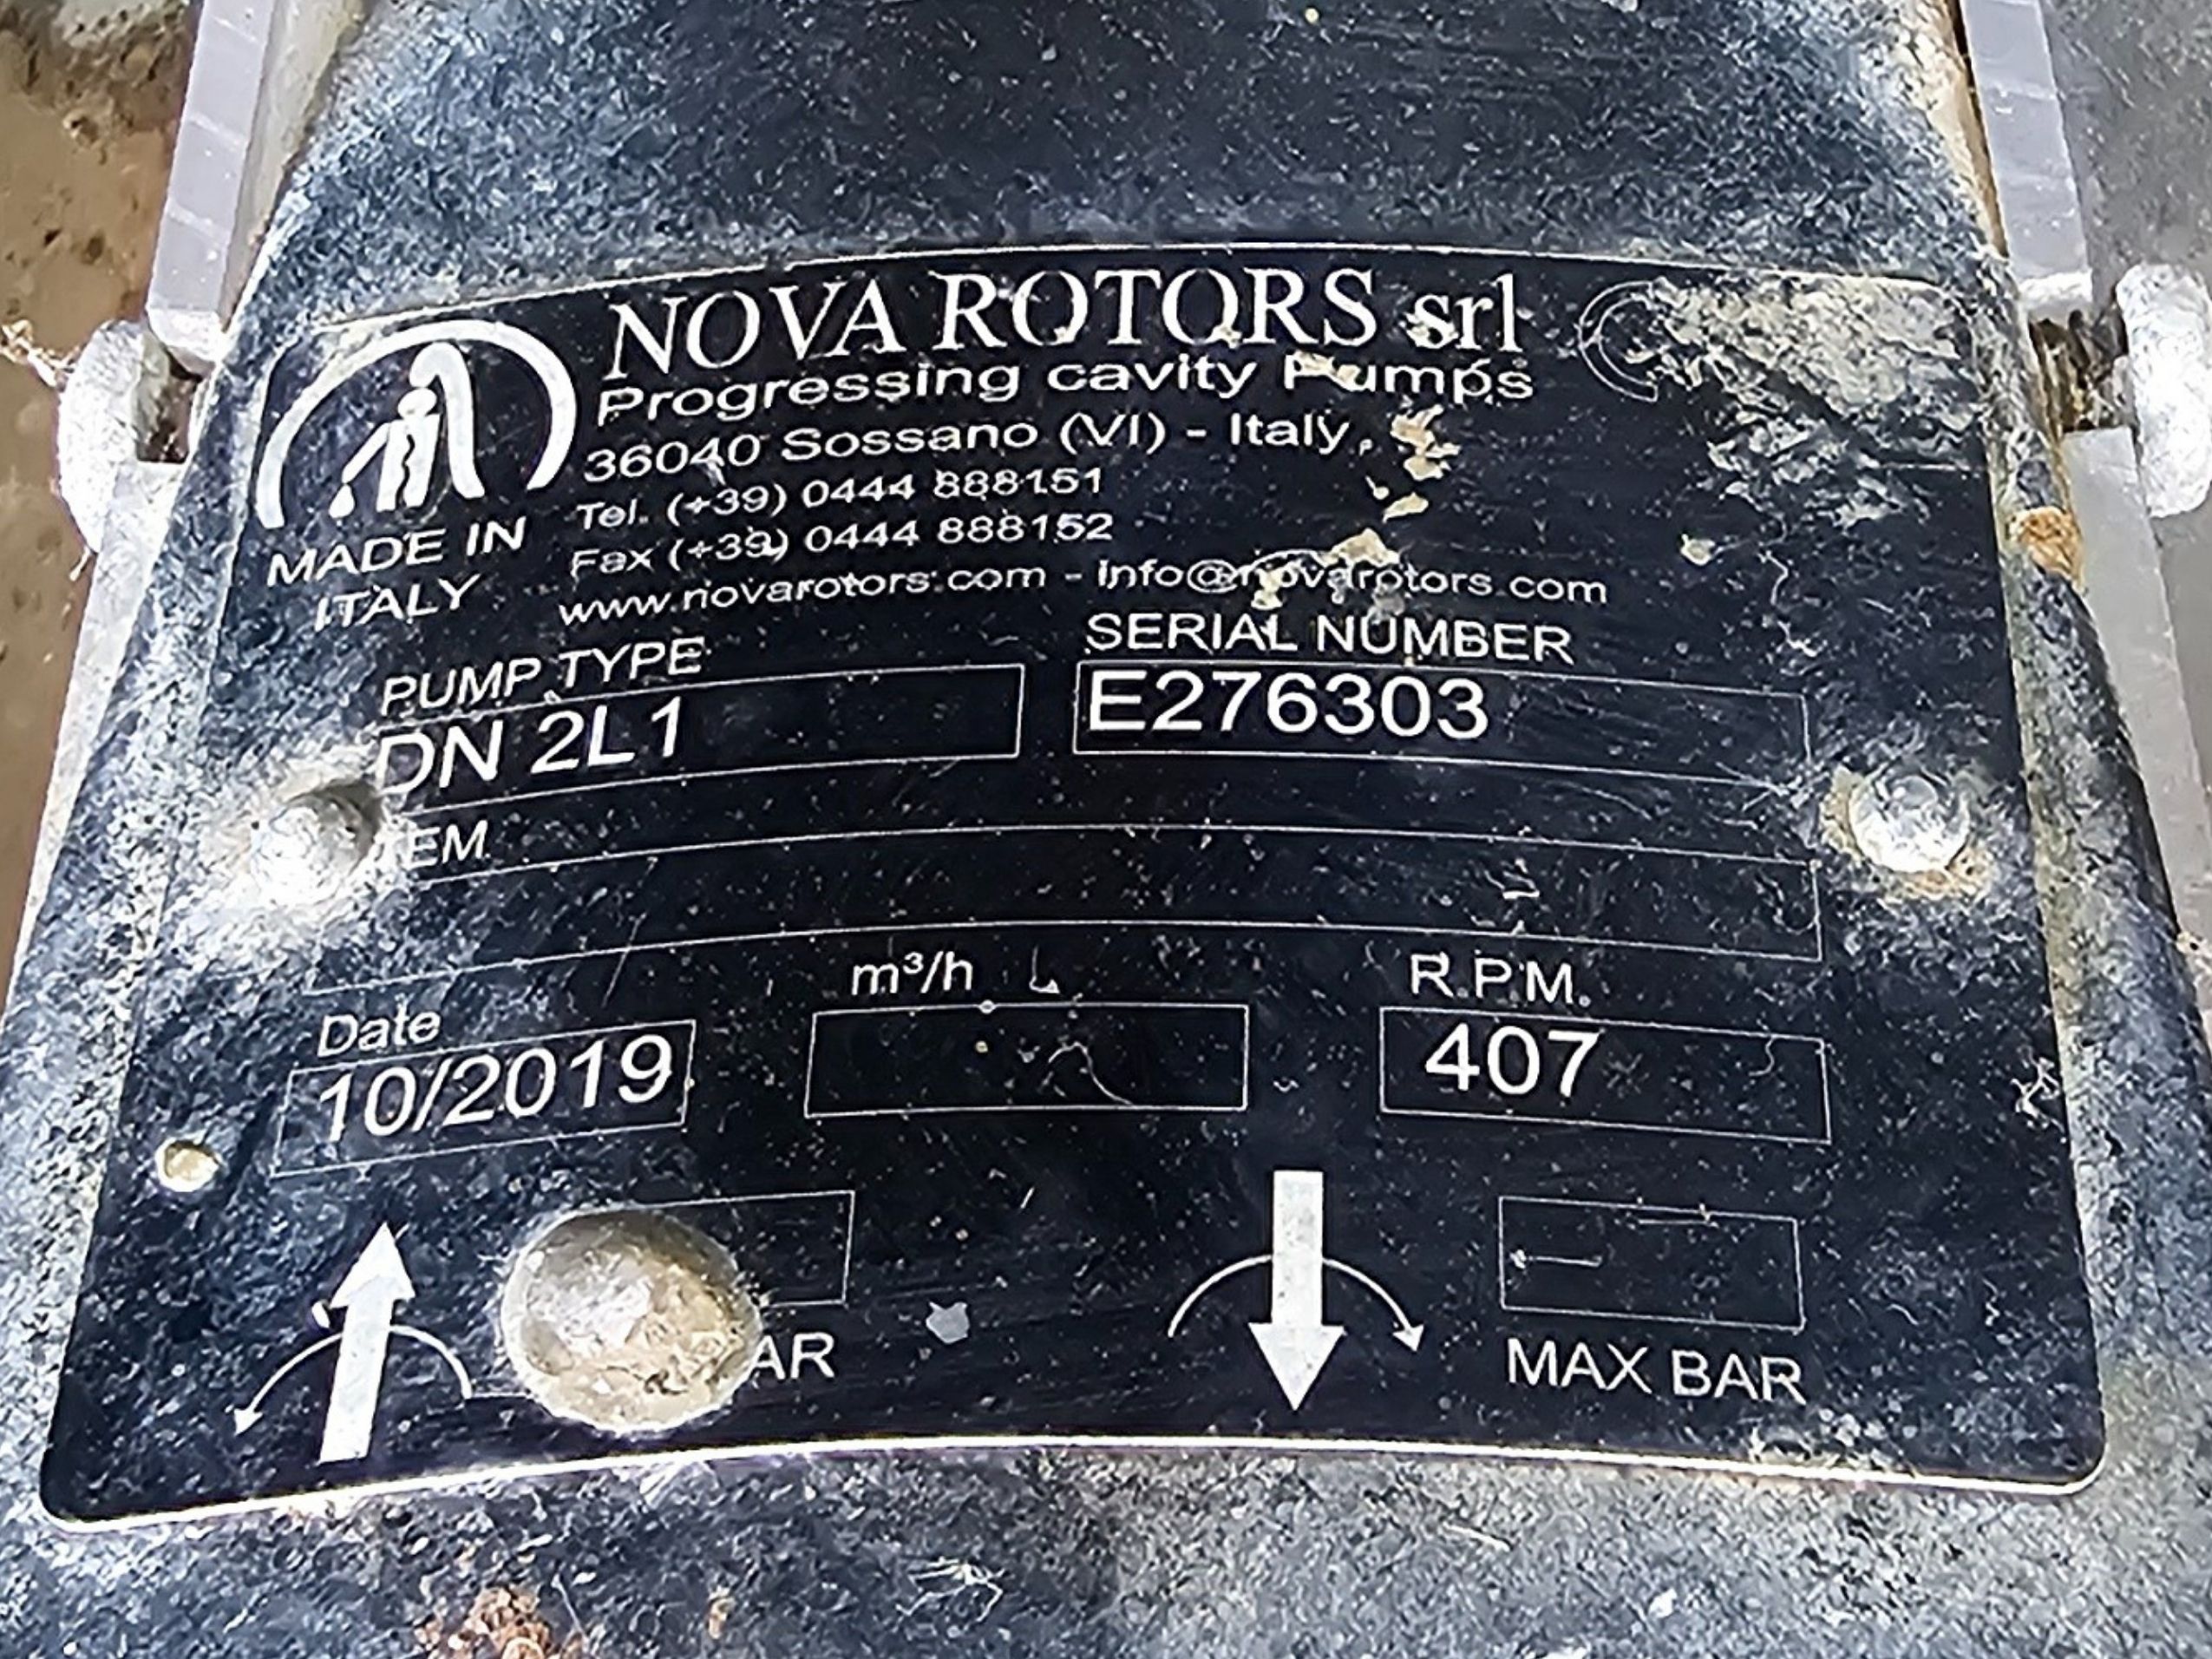 NOVA ROTORS srl
Progressing cavity Pumps
36040 Sossano (VI) - Italy
Tel. (+39) 0444 888151
Fax (+39) 0444 888152
www.novarotors.com - info@novarotors.com
MADE IN
ITALY
PUMP TYPE
SERIAL NUMBER
DN 2L1
E276303
Date
m³/h
R.P.M.
10/2019
407
MAX BAR